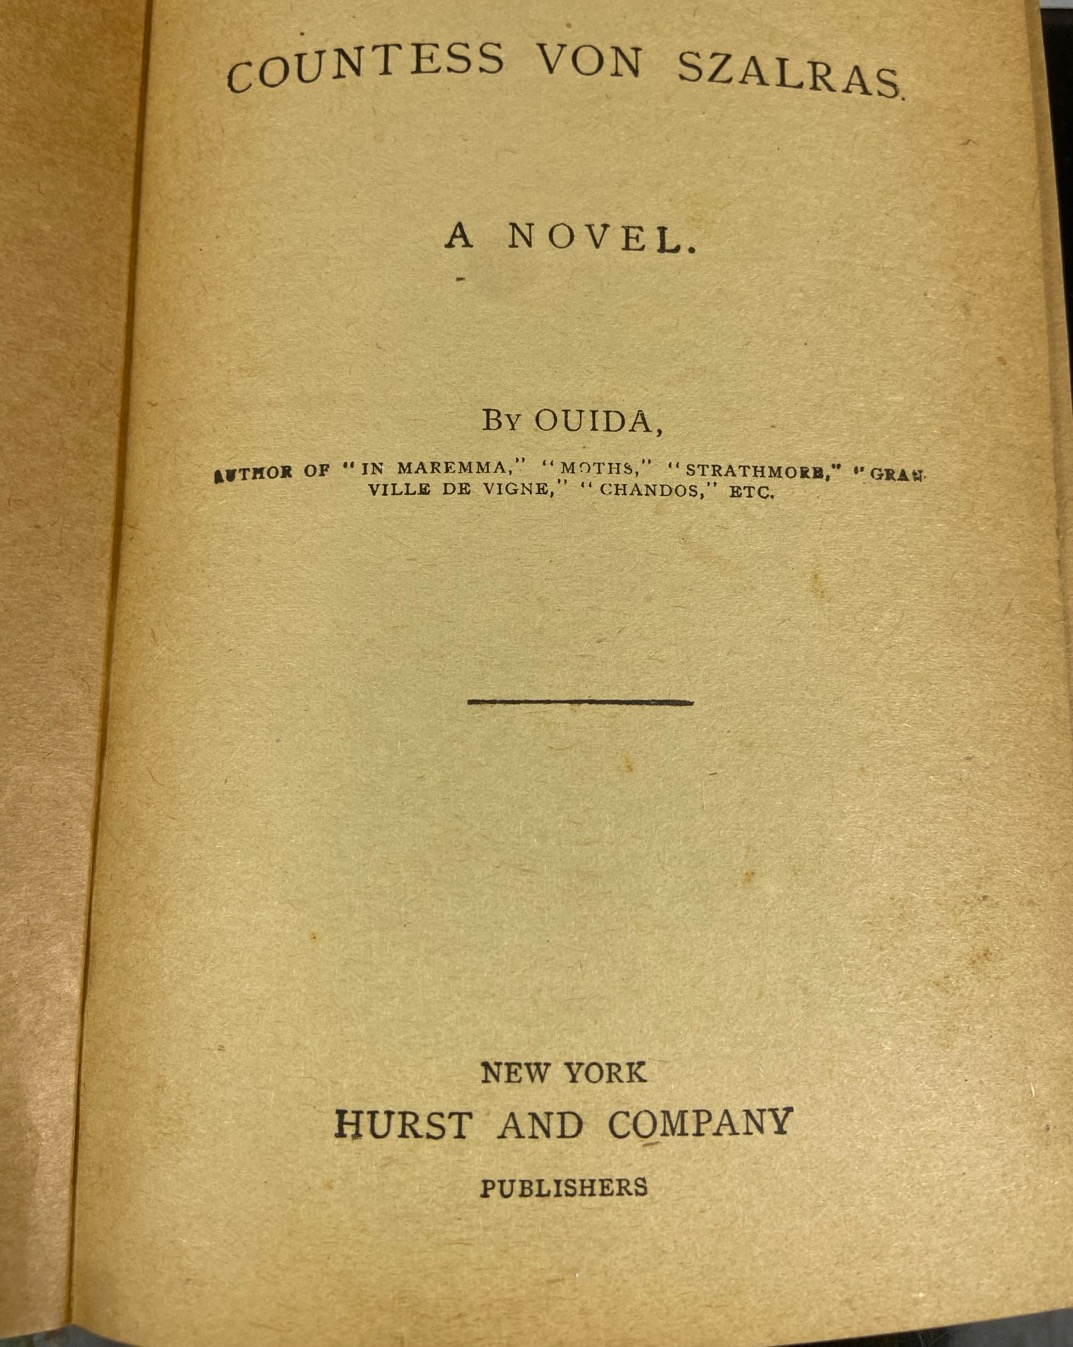 COUNTESS VON SZALRAS.
A NOVEL.
BY OUIDA,
AUTHOR OF "IN MAREMMA," "MOTHS," "STRATHMORE," "GRAN-
VILLE DE VIGNE," "CHANDOS," ETC.
NEW YORK
HURST AND COMPANY
PUBLISHERS